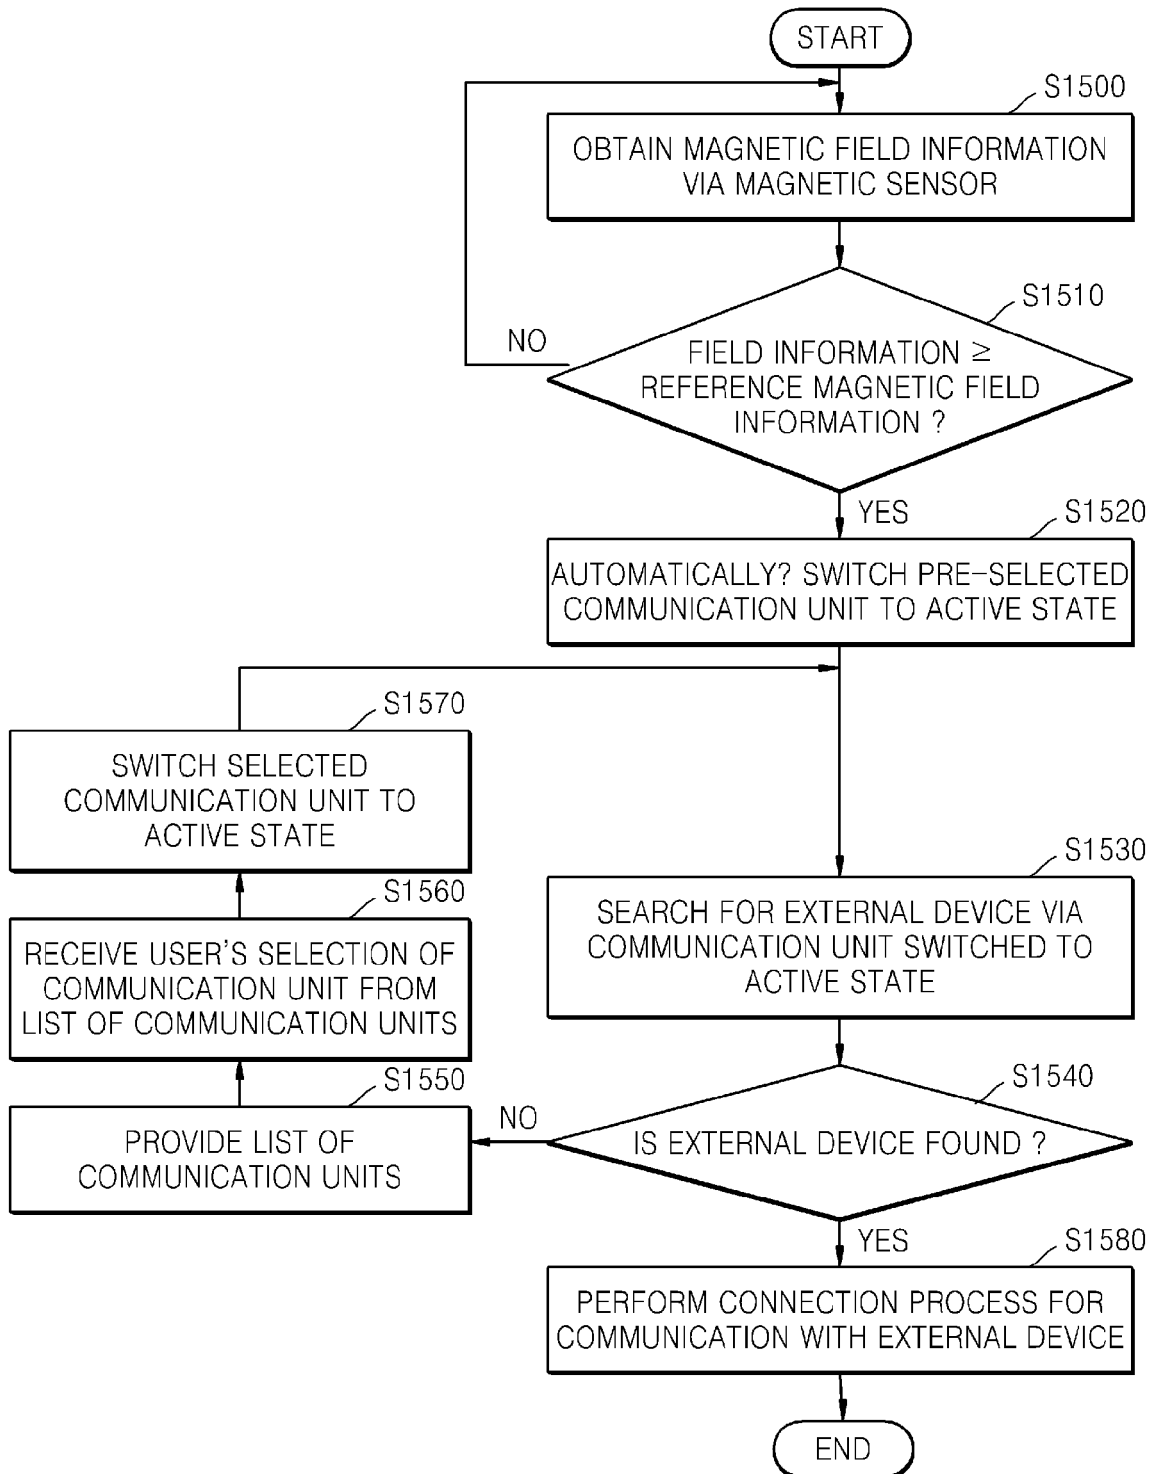 START
S1500
OBTAIN MAGNETIC FIELD INFORMATION
VIA MAGNETIC SENSOR
S1510
NO
FIELD INFORMATION ≥
REFERENCE MAGNETIC FIELD
INFORMATION ?
YES
S1520
AUTOMATICALLY? SWITCH PRE-SELECTED
COMMUNICATION UNIT TO ACTIVE STATE
S1570
SWITCH SELECTED
COMMUNICATION UNIT TO
ACTIVE STATE
S1530
SEARCH FOR EXTERNAL DEVICE VIA
COMMUNICATION UNIT SWITCHED TO
ACTIVE STATE
S1560
RECEIVE USER'S SELECTION OF
COMMUNICATION UNIT FROM
LIST OF COMMUNICATION UNITS
S1540
IS EXTERNAL DEVICE FOUND ?
NO
S1550
PROVIDE LIST OF
COMMUNICATION UNITS
YES
S1580
PERFORM CONNECTION PROCESS FOR
COMMUNICATION WITH EXTERNAL DEVICE
END